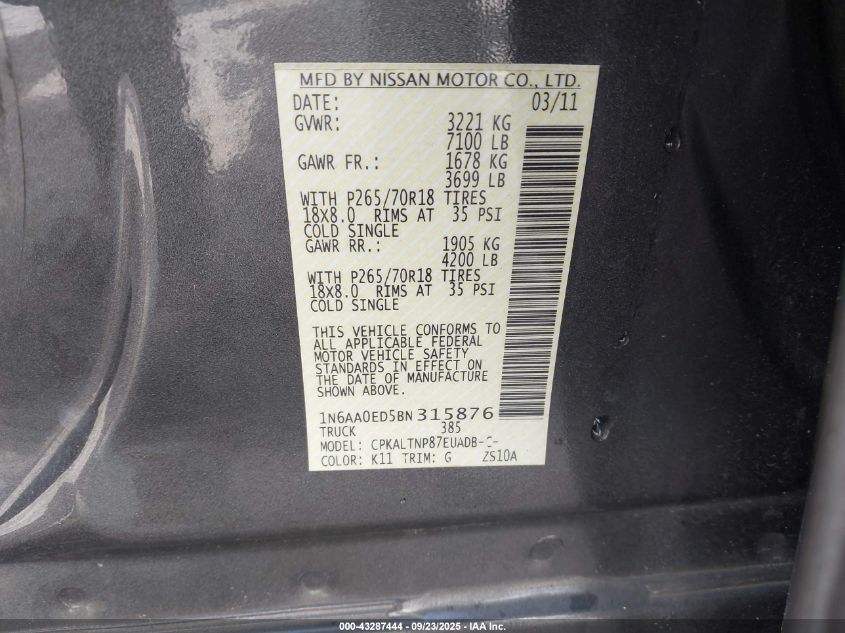 MFD BY NISSAN MOTOR CO., LTD.
DATE: 03/11
GVWR: 3221 KG
7100 LB
GAWR FR.: 1678 KG
3699 LB
WITH P265/70R18 TIRES
18X8.0 RIMS AT 35 PSI
COLD SINGLE
GAWR RR.: 1905 KG
4200 LB
WITH P265/70R18 TIRES
18X8.0 RIMS AT 35 PSI
COLD SINGLE
THIS VEHICLE CONFORMS TO
ALL APPLICABLE FEDERAL
MOTOR VEHICLE SAFETY
STANDARDS IN EFFECT ON
THE DATE OF MANUFACTURE
SHOWN ABOVE.
1N6AA0ED5BN315876
TRUCK 385
MODEL: CPKALTNP87EUADB-C-
COLOR: K11 TRIM: G ZS10A
000-43287444 - 09/23/2025 - IAA Inc.